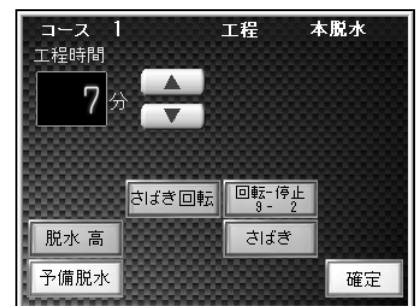 コース 1 工程 本脱水
工程時間
7 分
▲
▼
さばき回転 回転-停止
9- 2
脱水 高 さばき
予備脱水 確定